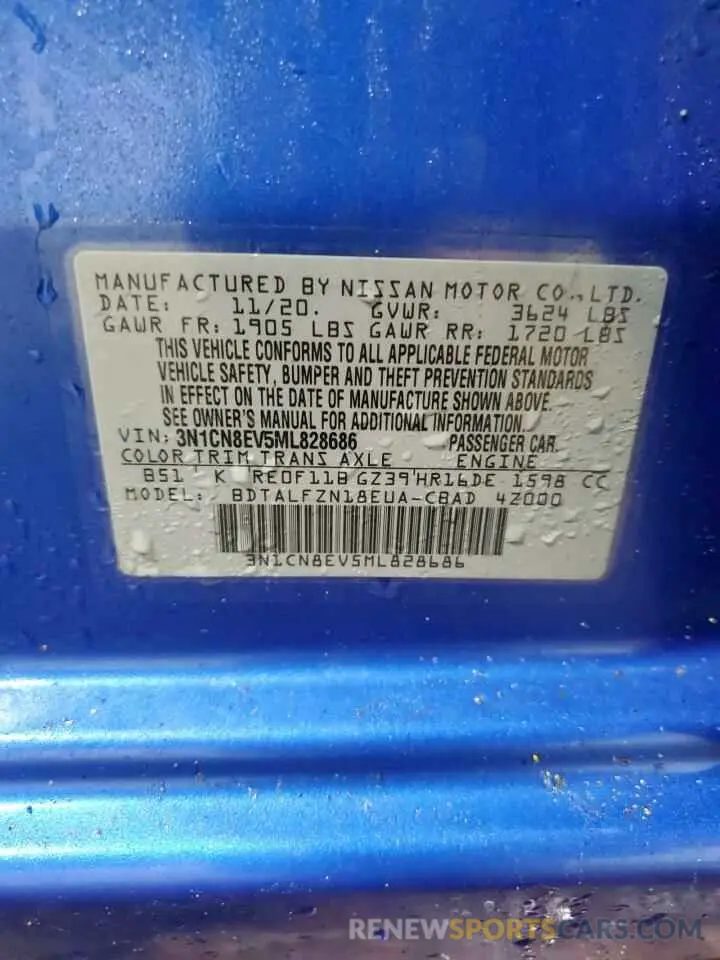 MANUFACTURED BY NISSAN MOTOR CO., LTD.
DATE: 11/20. GVWR: 3624 LBS
GAWR FR: 1905 LBS GAWR RR: 1720 LBS
THIS VEHICLE CONFORMS TO ALL APPLICABLE FEDERAL MOTOR
VEHICLE SAFETY, BUMPER AND THEFT PREVENTION STANDARDS
IN EFFECT ON THE DATE OF MANUFACTURE SHOWN ABOVE.
SEE OWNER'S MANUAL FOR ADDITIONAL INFORMATION.
VIN: 3N1CN8EV5ML828686 PASSENGER CAR.
COLOR TRIM TRANS AXLE ENGINE
B51 K RE0F11B GZ39 HR16DE 1598 CC
MODEL: BDTALFZN18EUA-CBAD 4Z000
3N1CN8EV5ML828686
RENEWSPORTSCARS.COM